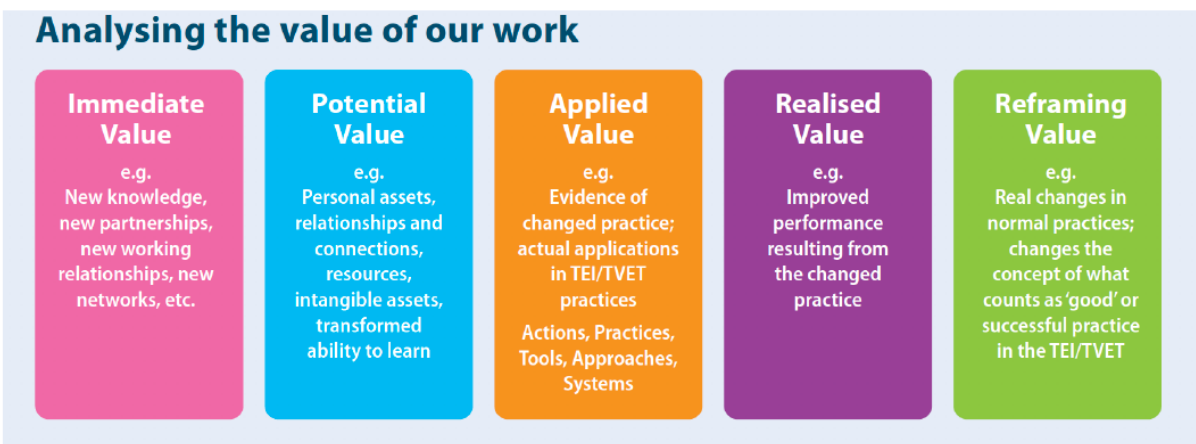 Analysing the value of our work
Immediate
Value
e.g.
New knowledge,
new partnerships,
new working
relationships, new
networks, etc.
Potential
Value
e.g.
Personal assets,
relationships and
connections,
resources,
intangible assets,
transformed
ability to learn
Applied
Value
e.g.
Evidence of
changed practice;
actual applications
in TEI/TVET
practices
Actions, Practices,
Tools, Approaches,
Systems
Realised
Value
e.g.
Improved
performance
resulting from
the changed
practice
Reframing
Value
e.g.
Real changes in
normal practices;
changes the
concept of what
counts as ‘good’ or
successful practice
in the TEI/TVET